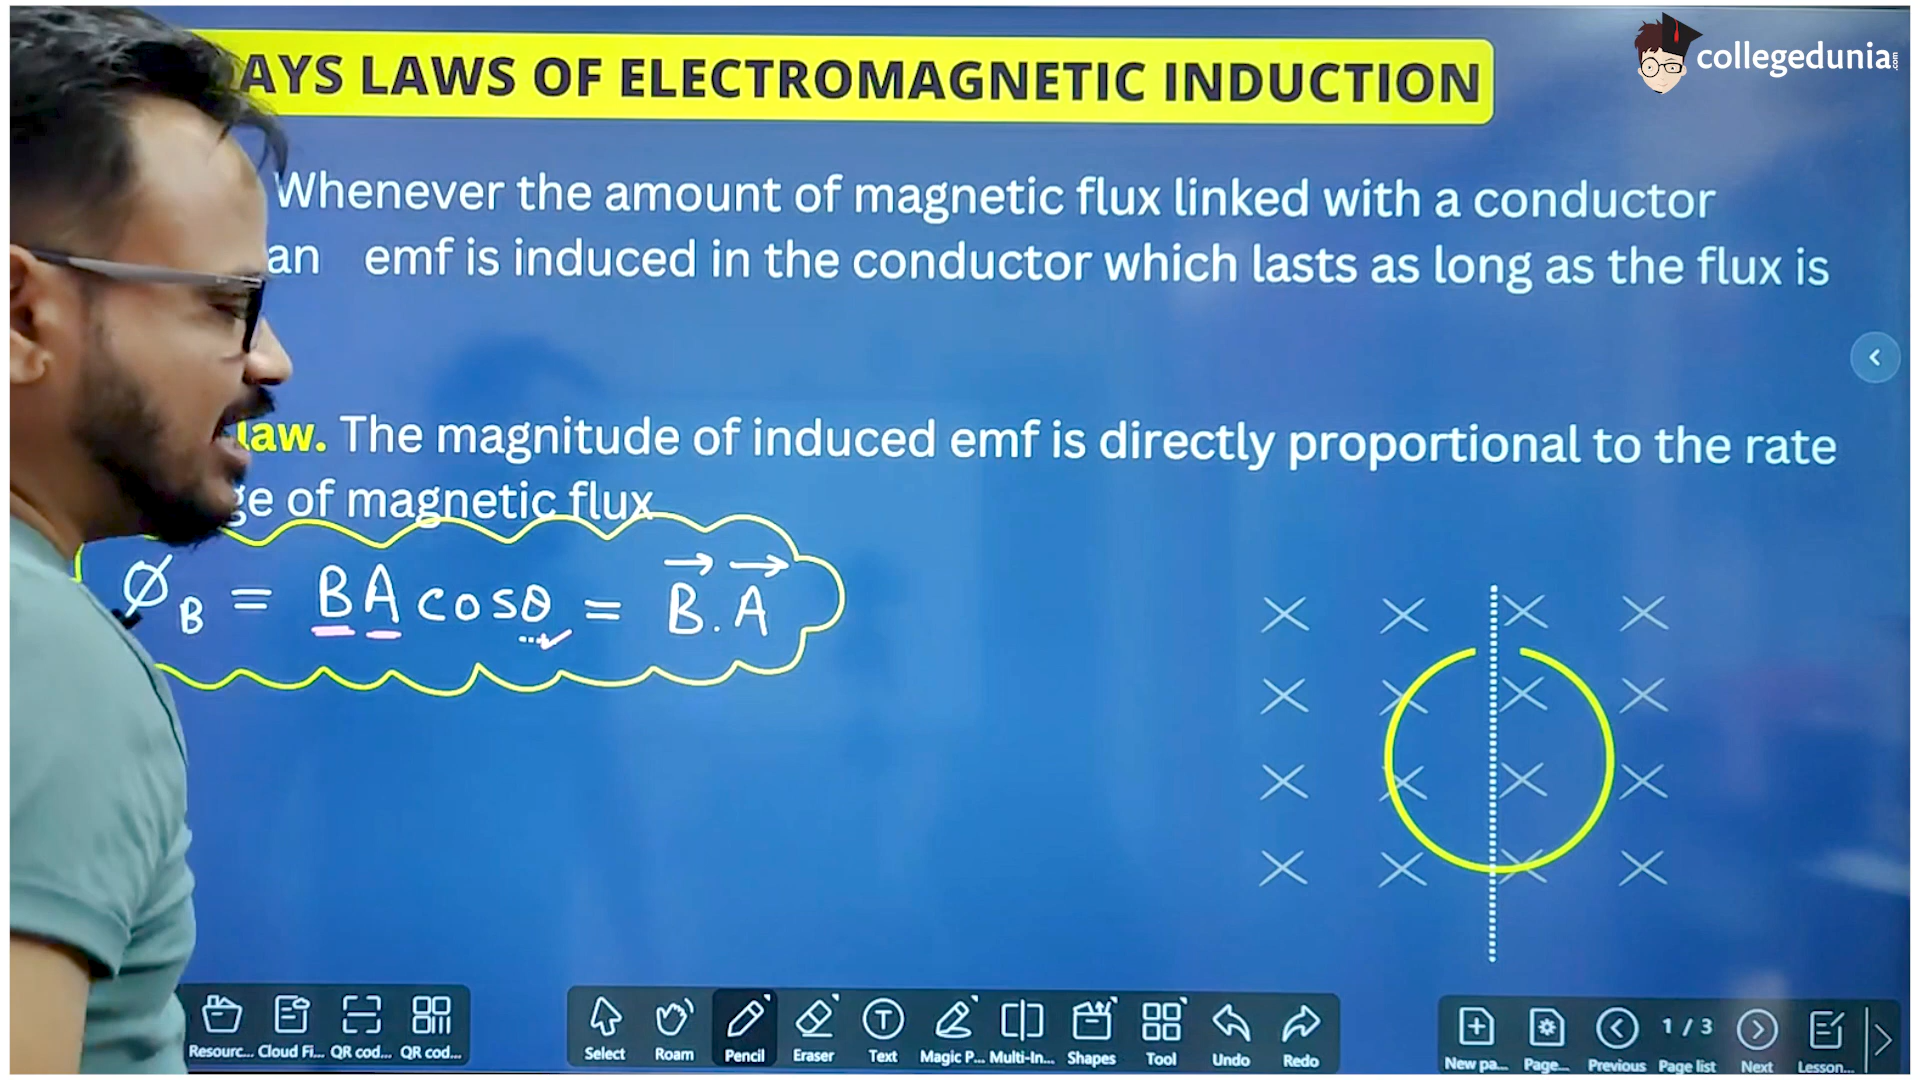 AYS LAWS OF ELECTROMAGNETIC INDUCTION
collegedunia.com
Whenever the amount of magnetic flux linked with a conductor
an emf is induced in the conductor which lasts as long as the flux is
law. The magnitude of induced emf is directly proportional to the rate
ge of magnetic flux
ø B = BA cosθ = B⃗ . A⃗
Resourc... Cloud Fi... QR cod... QR cod...
Select Roam Pencil Eraser Text Magic P... Multi-In... Shapes Tool Undo Redo
1 / 3
New pa... Page... Previous Page list Next Lesson...